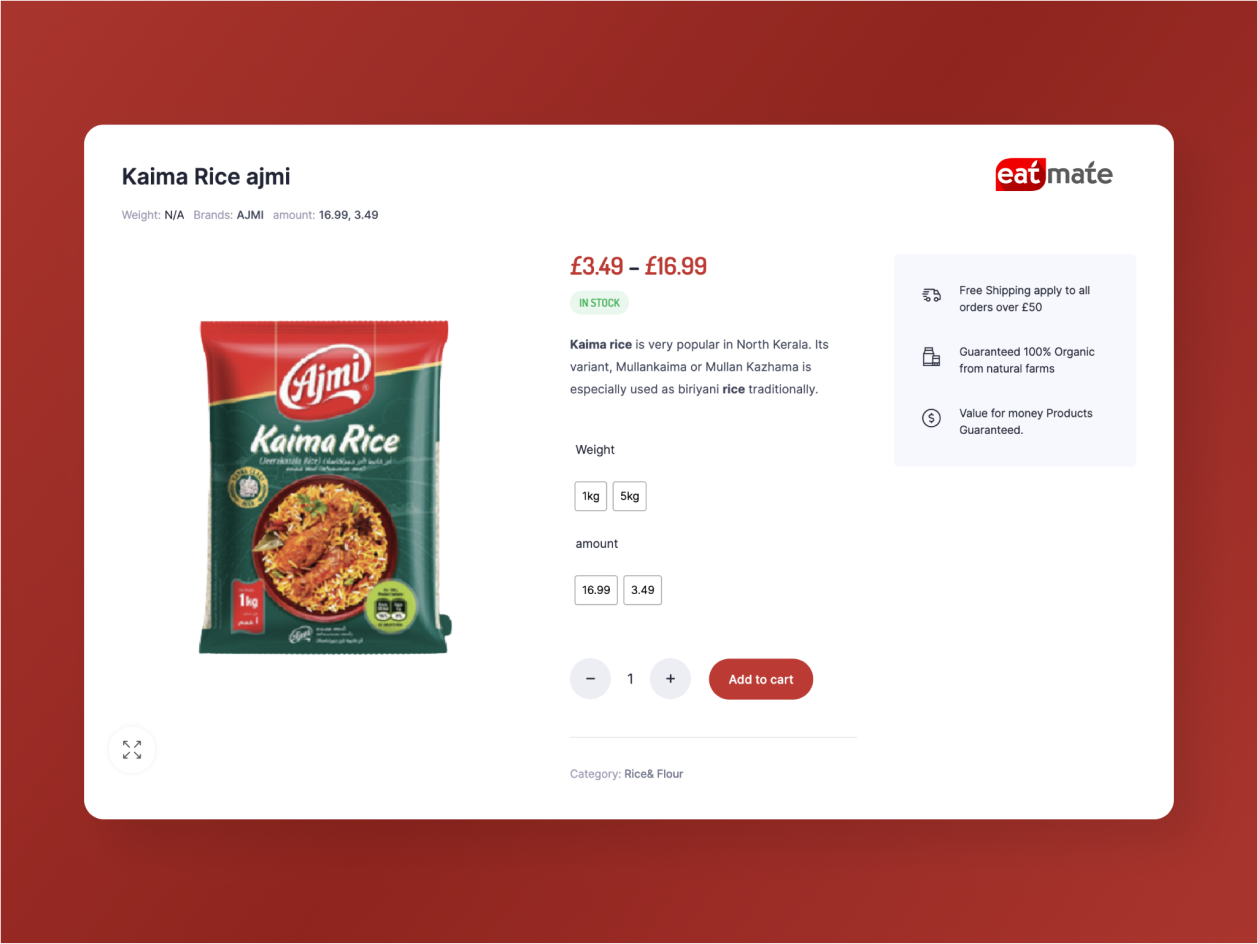 Kaima Rice ajmi
eatmate
Weight: N/A Brands: AJMI amount: 16.99, 3.49
£3.49 – £16.99
IN STOCK
Kaima rice is very popular in North Kerala. Its
variant, Mullankaima or Mullan Kazhama is
especially used as biriyani rice traditionally.
Free Shipping apply to all
orders over £50
Guaranteed 100% Organic
from natural farms
$
Value for money Products
Guaranteed.
Ajmi
®
Kaima Rice
(Jeerakasala Rice)
1kg
Ajmi
Weight
1kg 5kg
amount
16.99 3.49
− 1 +
Add to cart
Category: Rice& Flour